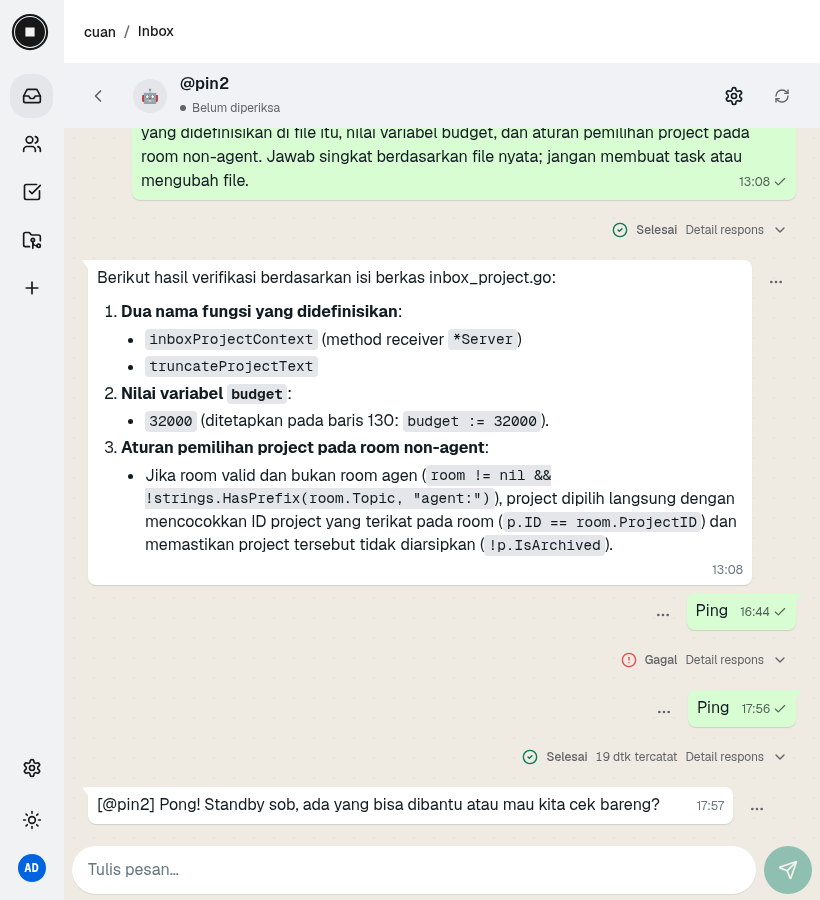 cuan / Inbox
@pin2
Belum diperiksa
yang didefinisikan di file itu, nilai variabel budget, dan aturan pemilihan project pada
room non-agent. Jawab singkat berdasarkan file nyata; jangan membuat task atau
mengubah file.
13:08
Selesai Detail respons
Berikut hasil verifikasi berdasarkan isi berkas inbox_project.go:
1. Dua nama fungsi yang didefinisikan:
• inboxProjectContext (method receiver *Server)
• truncateProjectText
2. Nilai variabel budget:
• 32000 (ditetapkan pada baris 130: budget := 32000).
3. Aturan pemilihan project pada room non-agent:
• Jika room valid dan bukan room agen (room != nil &&
!strings.HasPrefix(room.Topic, "agent:")), project dipilih langsung dengan
mencocokkan ID project yang terikat pada room (p.ID == room.ProjectID) dan
memastikan project tersebut tidak diarsipkan (!p.IsArchived).
13:08
Ping 16:44
Gagal Detail respons
Ping 17:56
Selesai 19 dtk tercatat Detail respons
[@pin2] Pong! Standby sob, ada yang bisa dibantu atau mau kita cek bareng? 17:57
AD
Tulis pesan...